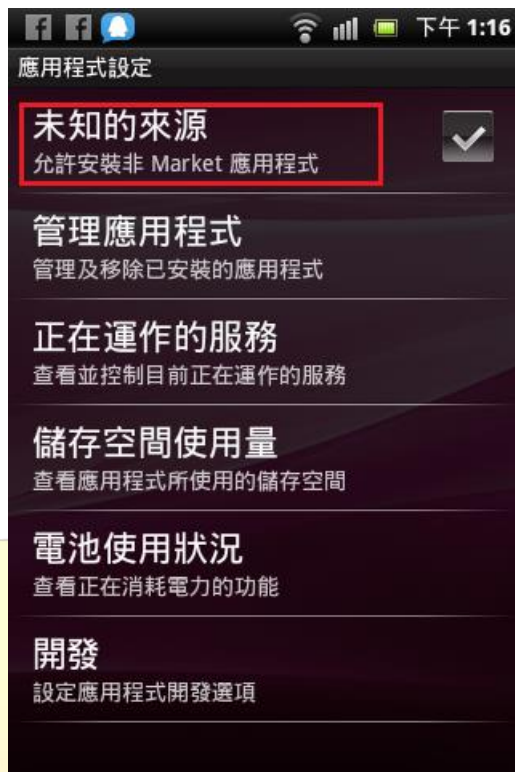 下午 1:16
應用程式設定
未知的來源
允許安裝非 Market 應用程式
管理應用程式
管理及移除已安裝的應用程式
正在運作的服務
查看並控制目前正在運作的服務
儲存空間使用量
查看應用程式所使用的儲存空間
電池使用狀況
查看正在消耗電力的功能
開發
設定應用程式開發選項